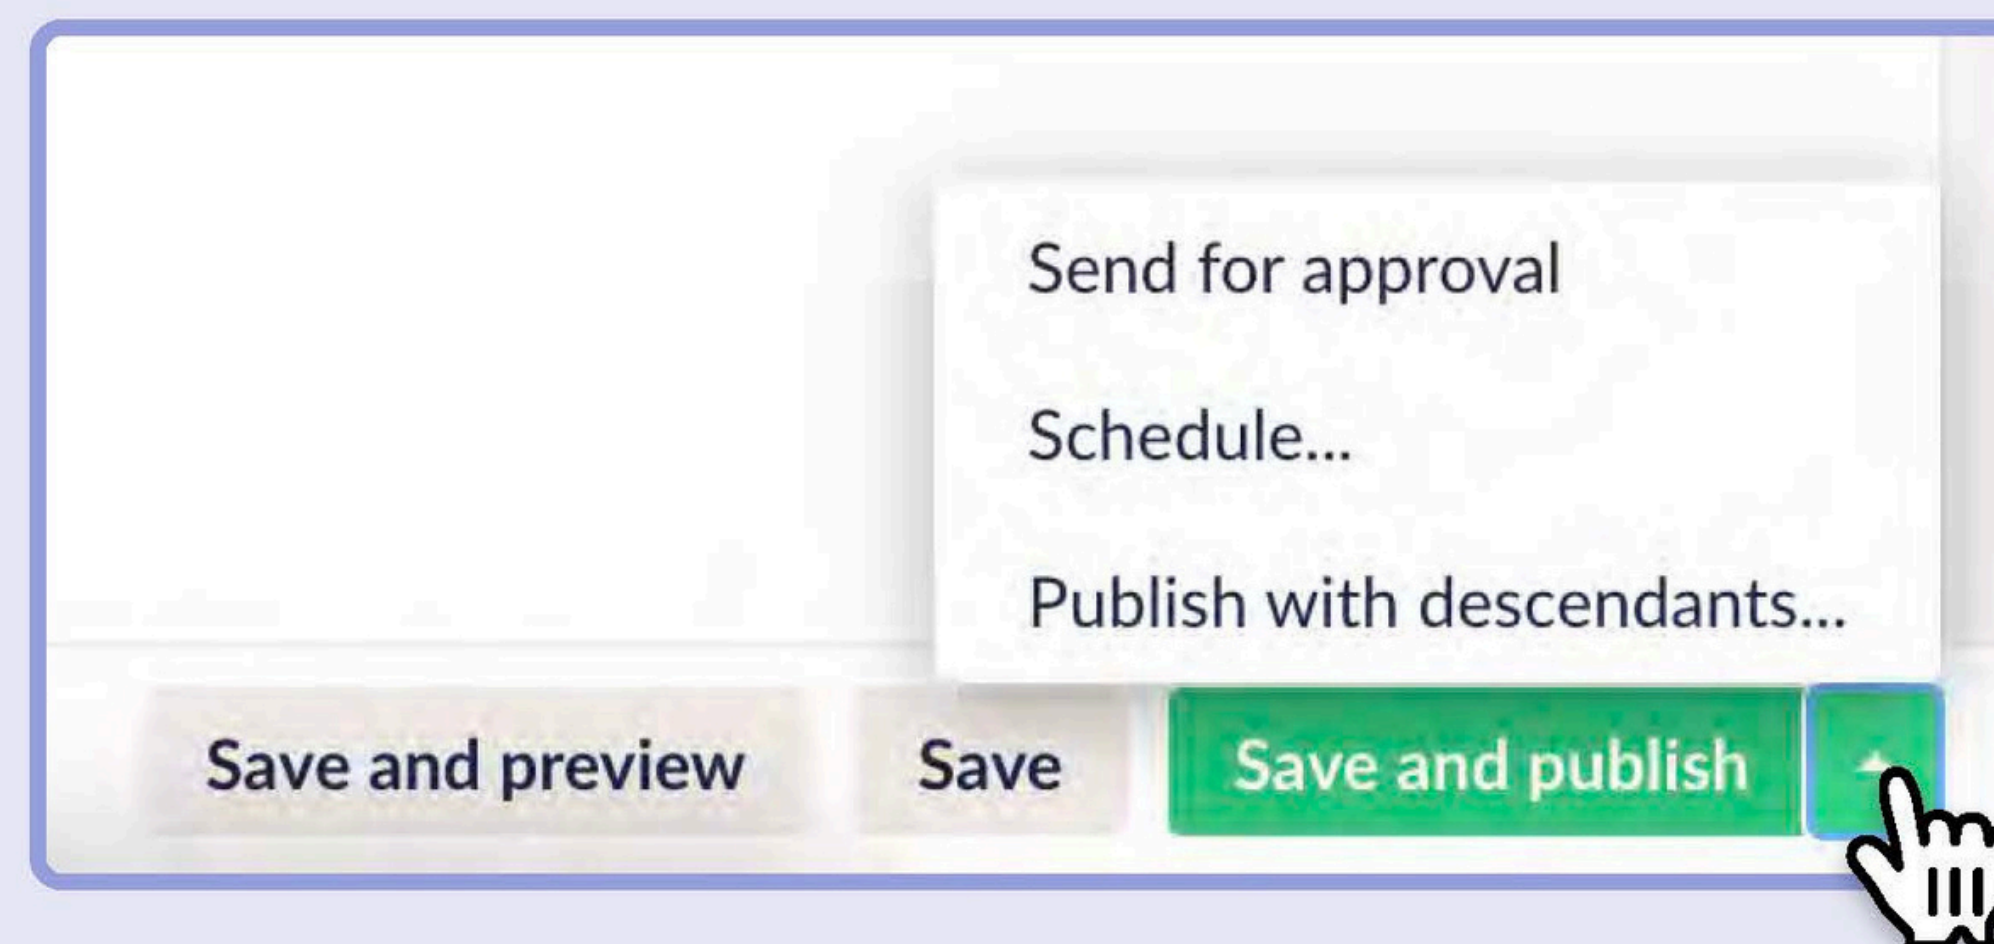 Send for approval
Schedule...
Publish with descendants...
Save and preview
Save
Save and publish